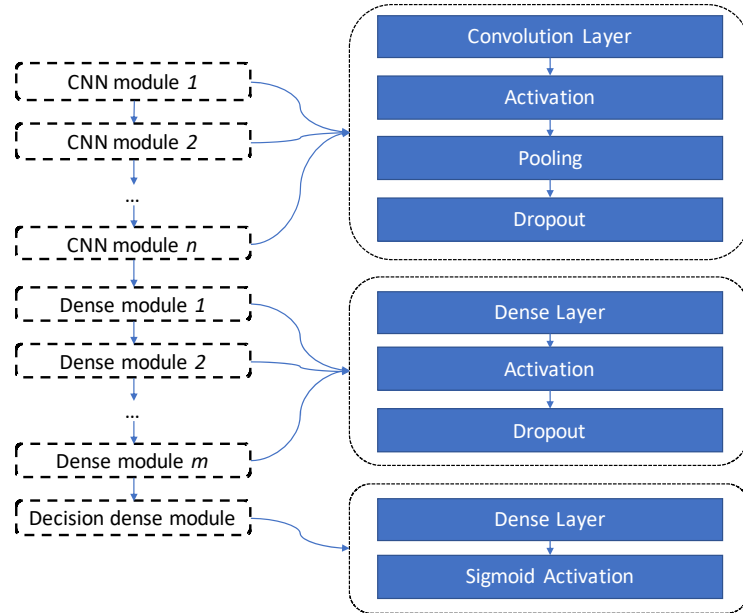 CNN module 1
CNN module 2
...
CNN module n
Dense module 1
Dense module 2
...
Dense module m
Decision dense module
Convolution Layer
Activation
Pooling
Dropout
Dense Layer
Activation
Dropout
Dense Layer
Sigmoid Activation